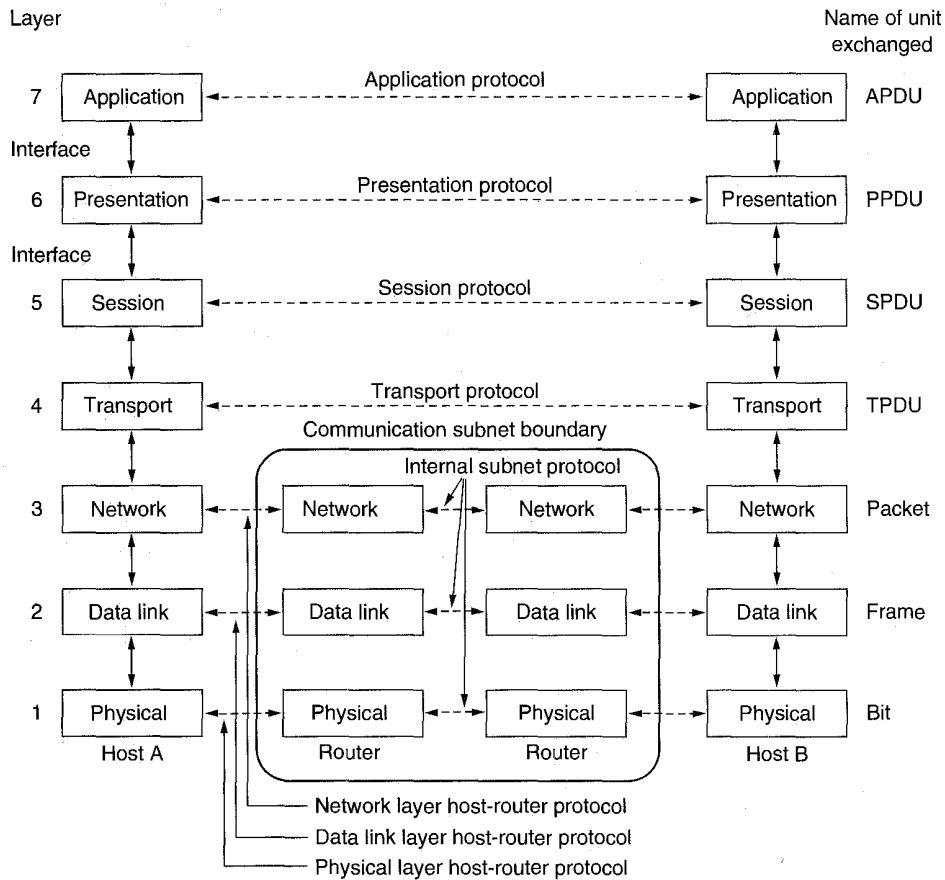 Layer
Name of unit
exchanged
Application protocol
7
Application
Application
APDU
Interface
Presentation protocol
6
Presentation
Presentation
PPDU
Interface
Session protocol
5
Session
Session
SPDU
Transport protocol
4
Transport
Transport
TPDU
Communication subnet boundary
Internal subnet protocol
3
Network
Network
Network
Network
Packet
2
Data link
Data link
Data link
Data link
Frame
1
Physical
Physical
Physical
Physical
Bit
Host A
Router
Router
Host B
Network layer host-router protocol
Data link layer host-router protocol
Physical layer host-router protocol